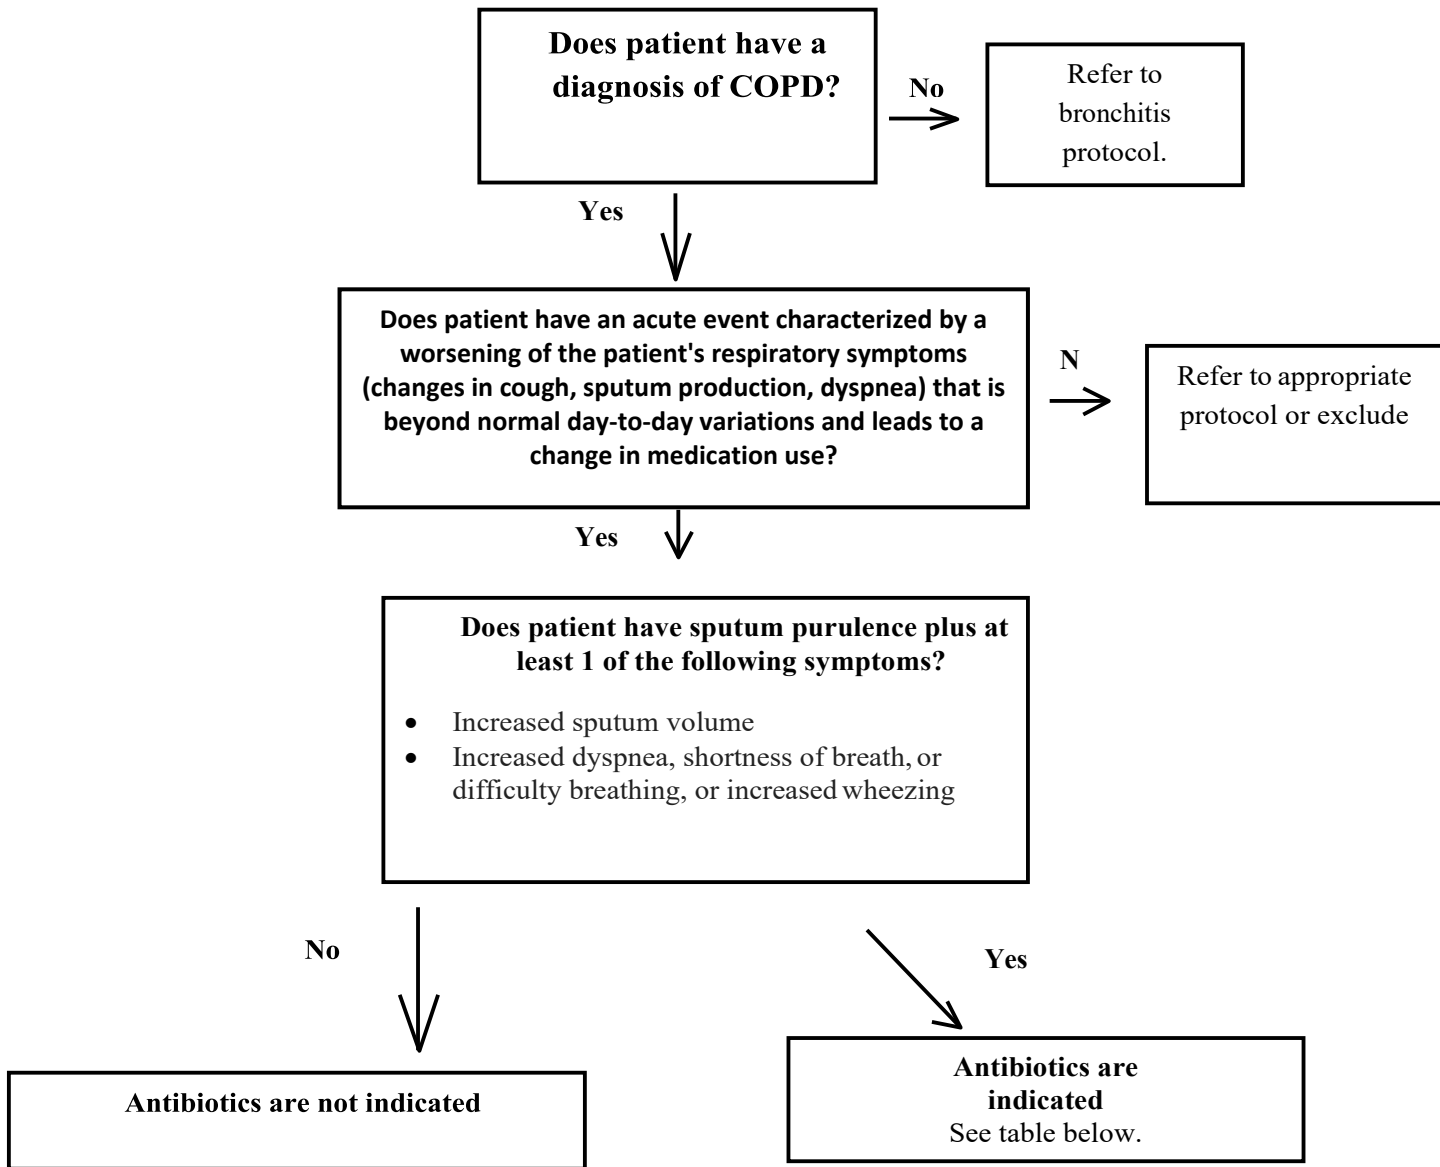 Does patient have a
diagnosis of COPD?
No
Refer to
bronchitis
protocol.
Yes
Does patient have an acute event characterized by a
worsening of the patient's respiratory symptoms
(changes in cough, sputum production, dyspnea) that is
beyond normal day-to-day variations and leads to a
change in medication use?
N
Refer to appropriate
protocol or exclude
Yes
Does patient have sputum purulence plus at
least 1 of the following symptoms?
• Increased sputum volume
• Increased dyspnea, shortness of breath, or
difficulty breathing, or increased wheezing
No
Yes
Antibiotics are not indicated
Antibiotics are
indicated
See table below.